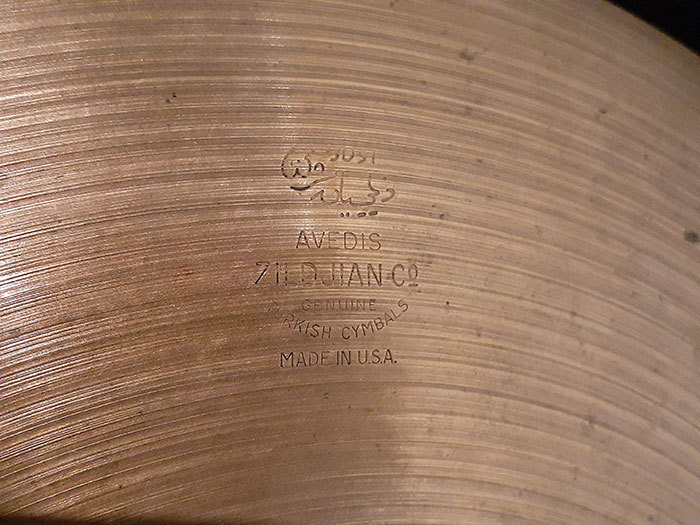 AVEDIS
ZILDJIAN Co
GENUINE
TURKISH CYMBALS
MADE IN U.S.A.